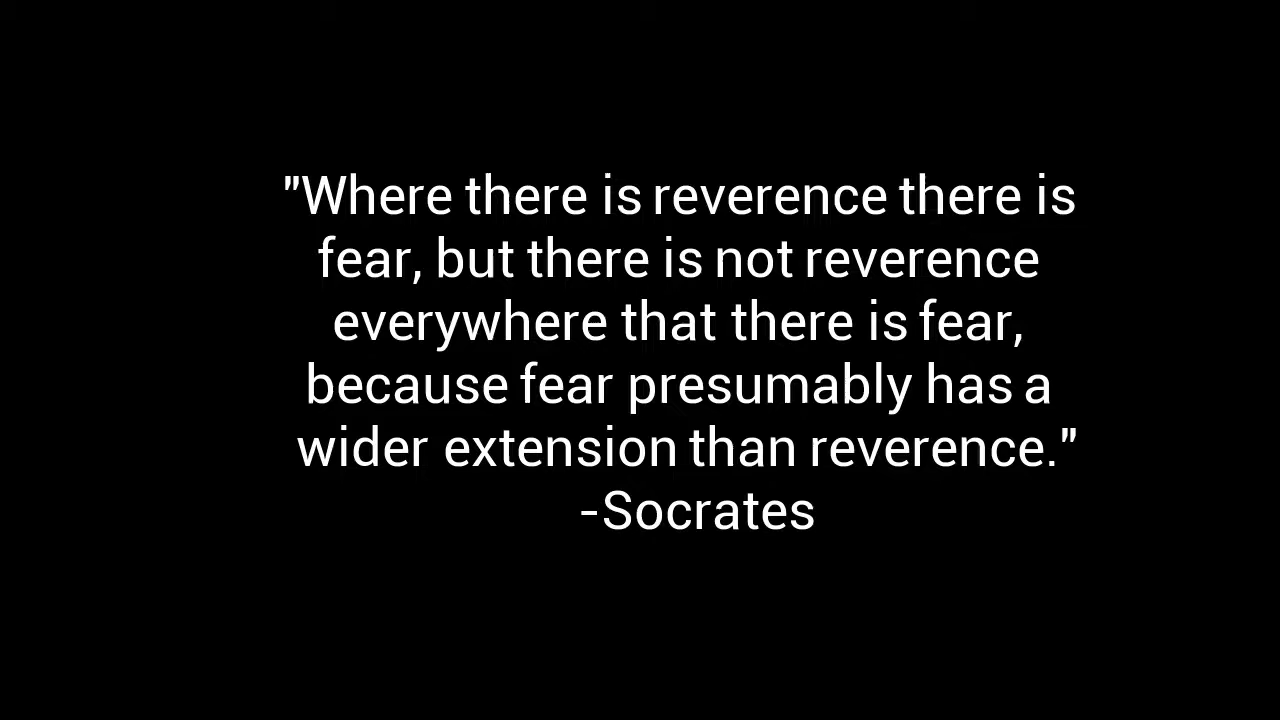 "Where there is reverence there is
fear, but there is not reverence
everywhere that there is fear,
because fear presumably has a
wider extension than reverence."
-Socrates